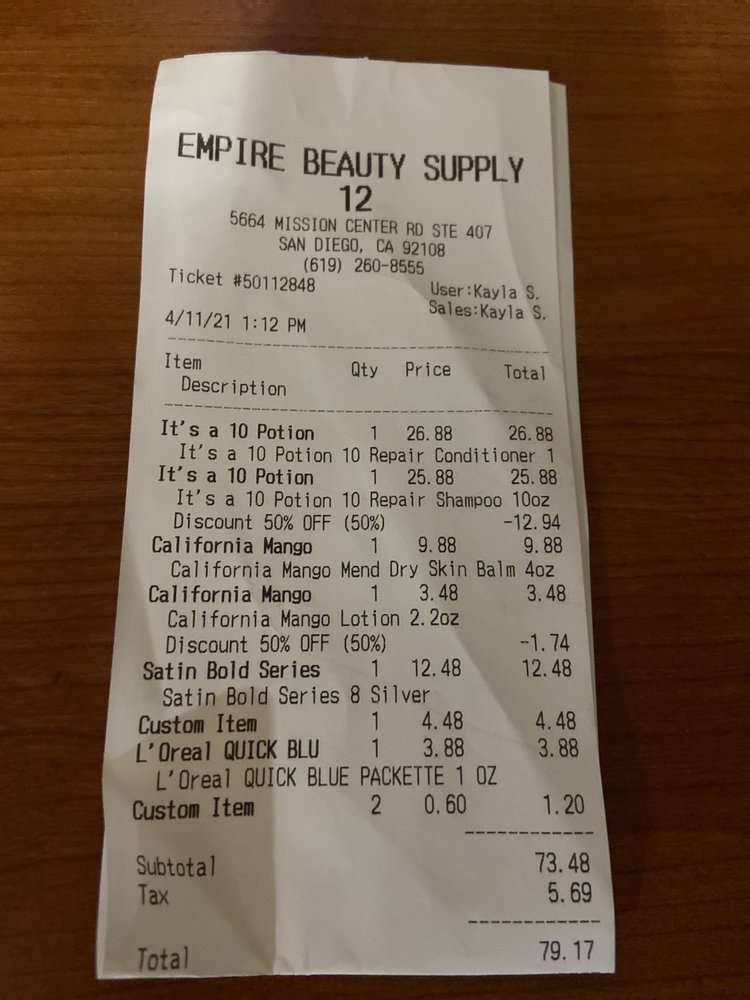 EMPIRE BEAUTY SUPPLY
12
5664 MISSION CENTER RD STE 407
SAN DIEGO, CA 92108
(619) 260-8555
Ticket #50112848 User:Kayla S.
Sales:Kayla S.
4/11/21 1:12 PM
Item Qty Price Total
Description
It's a 10 Potion 1 26.88 26.88
It's a 10 Potion 10 Repair Conditioner 1
It's a 10 Potion 1 25.88 25.88
It's a 10 Potion 10 Repair Shampoo 10oz
Discount 50% OFF (50%) -12.94
California Mango 1 9.88 9.88
California Mango Mend Dry Skin Balm 4oz
California Mango 1 3.48 3.48
California Mango Lotion 2.2oz
Discount 50% OFF (50%) -1.74
Satin Bold Series 1 12.48 12.48
Satin Bold Series 8 Silver
Custom Item 1 4.48 4.48
L'Oreal QUICK BLU 1 3.88 3.88
L'Oreal QUICK BLUE PACKETTE 1 OZ
Custom Item 2 0.60 1.20
Subtotal 73.48
Tax 5.69
Total 79.17